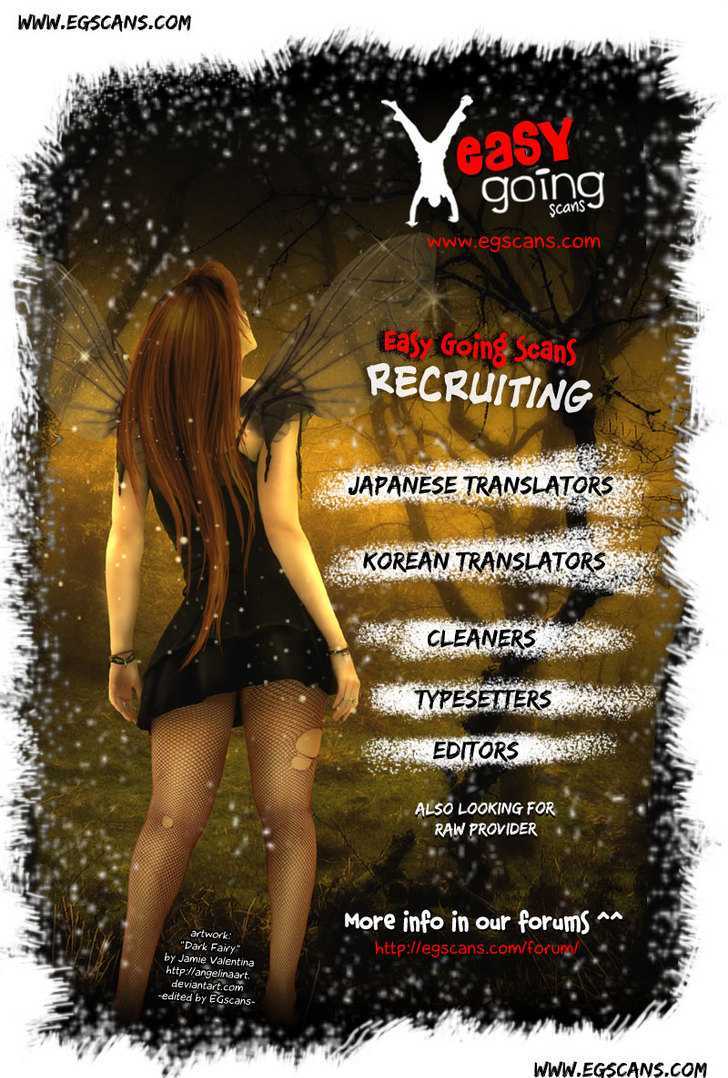 WWW.EGSCANS.COM
easy
going
scans
www.egscans.com
Easy Going Scans
RECRUITING
JAPANESE TRANSLATORS
KOREAN TRANSLATORS
CLEANERS
TYPESETTERS
EDITORS
ALSO LOOKING FOR
RAW PROVIDER
More info in our forums ^^
http://egscans.com/forum/
artwork:
"Dark Fairy"
by Jamie Valentina
http://angelinaart.
deviantart.com
-edited by EGscans-
WWW.EGSCANS.COM